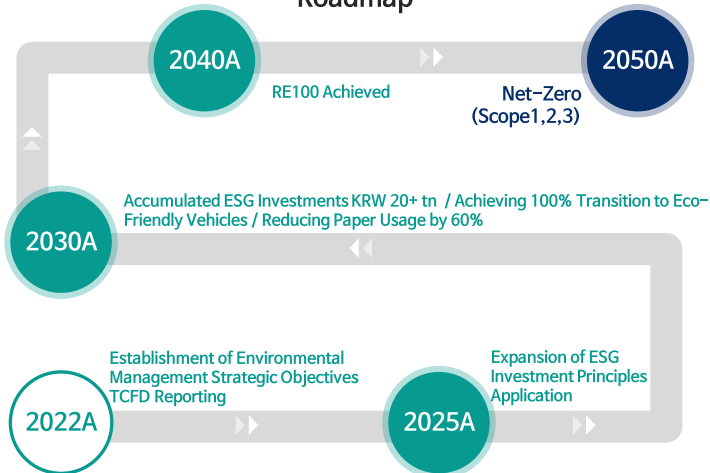 Roadmap
2040A
2050A
RE100 Achieved
Net-Zero
(Scope1,2,3)
Accumulated ESG Investments KRW 20+ tn / Achieving 100% Transition to Eco-
Friendly Vehicles / Reducing Paper Usage by 60%
2030A
Establishment of Environmental
Management Strategic Objectives
TCFD Reporting
Expansion of ESG
Investment Principles
Application
2022A
2025A